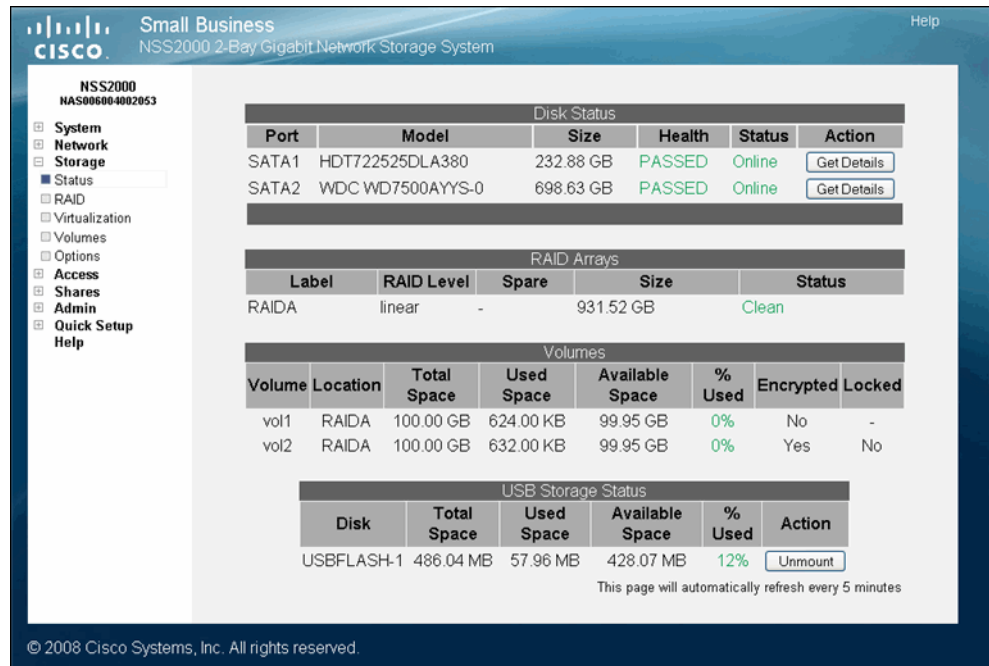 Small Business
Help
CISCO.
NSS2000 2-Bay Gigabit Network Storage System
NSS2000
NAS006004002053
System
Network
Storage
Status
RAID
Virtualization
Volumes
Options
Access
Shares
Admin
Quick Setup
Help
Disk Status
Port Model Size Health Status Action
SATA1 HDT722525DLA380 232.88 GB PASSED Online Get Details
SATA2 WDC WD7500AYYS-0 698.63 GB PASSED Online Get Details
RAID Arrays
Label RAID Level Spare Size Status
RAIDA linear - 931.52 GB Clean
Volumes
Volume Location Total Space Used Space Available Space % Used Encrypted Locked
vol1 RAIDA 100.00 GB 624.00 KB 99.95 GB 0% No -
vol2 RAIDA 100.00 GB 632.00 KB 99.95 GB 0% Yes No
USB Storage Status
Disk Total Space Used Space Available Space % Used Action
USBFLASH-1 486.04 MB 57.96 MB 428.07 MB 12% Unmount
This page will automatically refresh every 5 minutes
© 2008 Cisco Systems, Inc. All rights reserved.